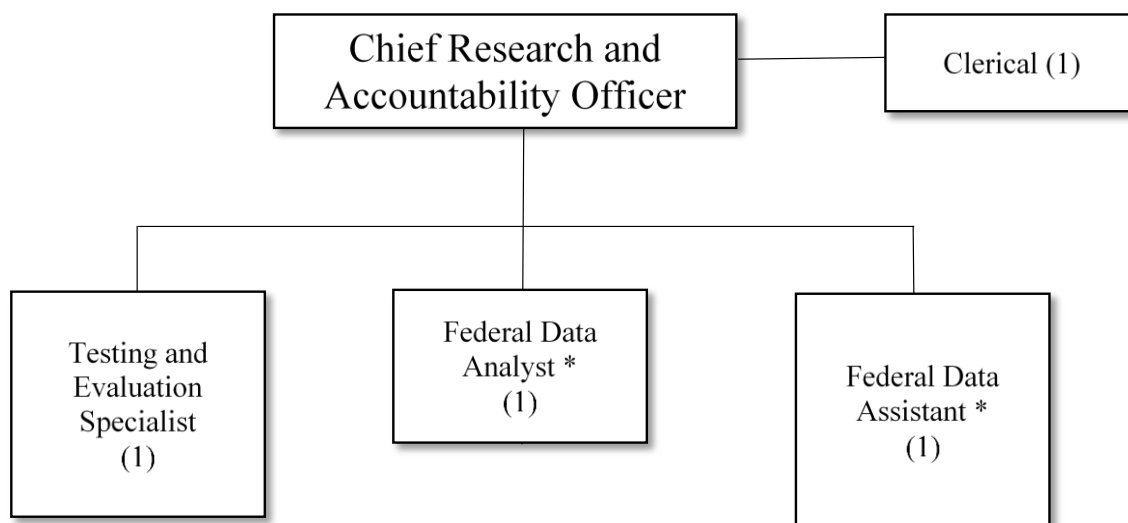 Chief Research and
Accountability Officer
Clerical (1)
Testing and
Evaluation
Specialist
(1)
Federal Data
Analyst *
(1)
Federal Data
Assistant *
(1)